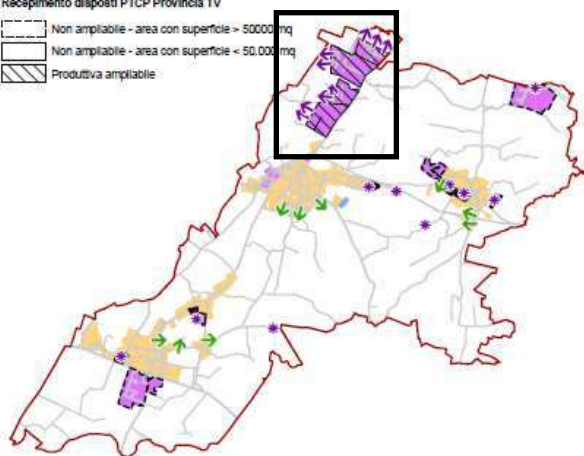 Recepimento disposti PTCP Provincia TV
Non ampliabile - area con superficie > 50000 mq
Non ampliabile - area con superficie < 50.000 mq
Produttiva ampliabile